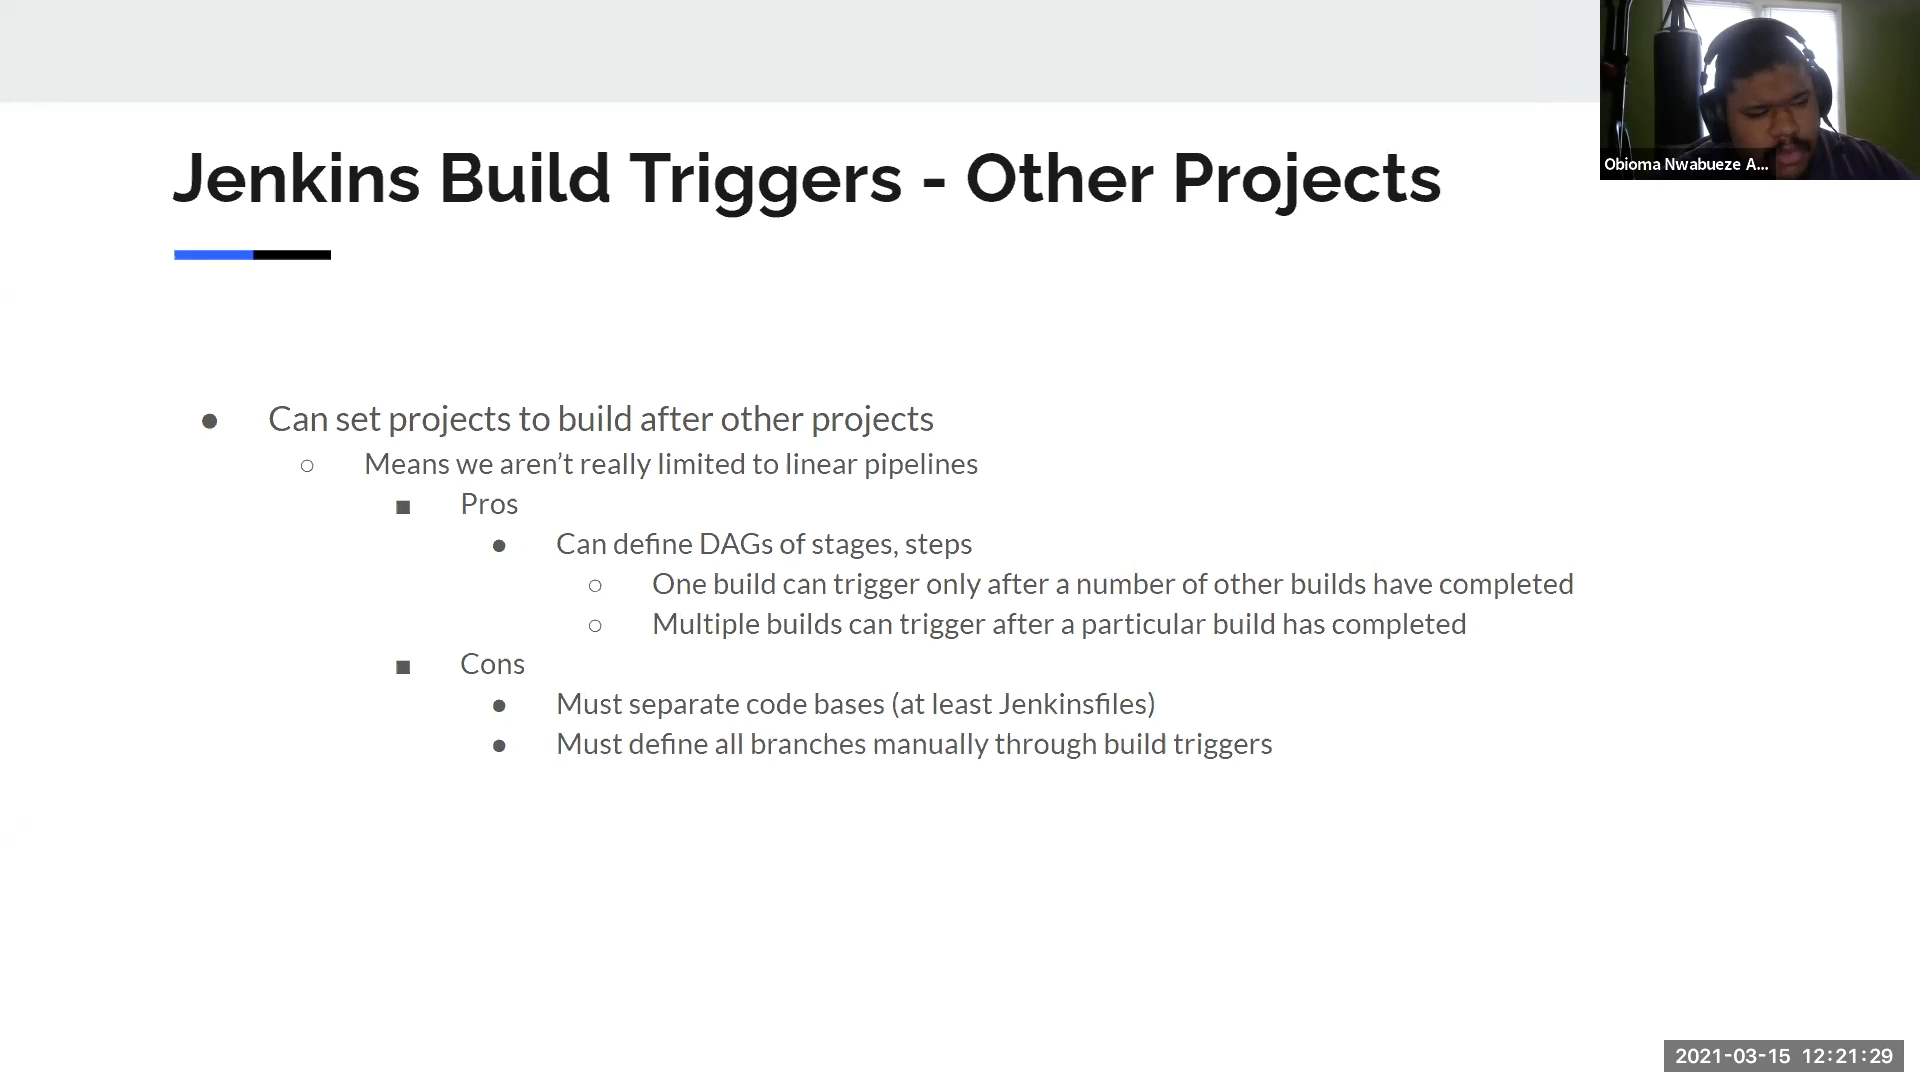 Jenkins Build Triggers - Other Projects
Obioma Nwabueze A...
● Can set projects to build after other projects
○ Means we aren’t really limited to linear pipelines
■ Pros
● Can define DAGs of stages, steps
○ One build can trigger only after a number of other builds have completed
○ Multiple builds can trigger after a particular build has completed
■ Cons
● Must separate code bases (at least Jenkinsfiles)
● Must define all branches manually through build triggers
2021-03-15 12:21:29